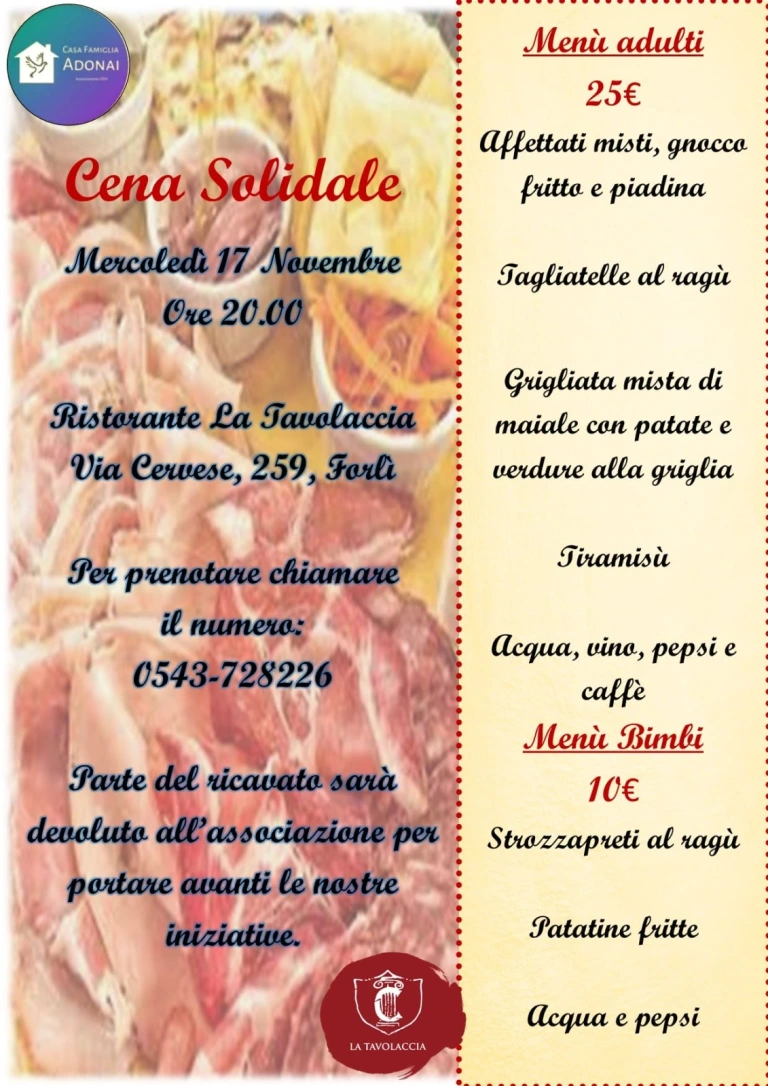 CASA FAMIGLIA
ADONAI
Cena Solidale
Mercoledì 17 Novembre
Ore 20.00
Ristorante La Tavolaccia
Via Cervese, 259, Forlì
Per prenotare chiamare
il numero:
0543-728226
Parte del ricavato sarà
devoluto all'associazione per
portare avanti le nostre
iniziative.
LA TAVOLACCIA
Menù adulti
25€
Affettati misti, gnocco
fritto e piadina
Tagliatelle al ragù
Grigliata mista di
maiale con patate e
verdure alla griglia
Tiramisù
Acqua, vino, pepsi e
caffè
Menù Bimbi
10€
Strozzapreti al ragù
Patatine fritte
Acqua e pepsi